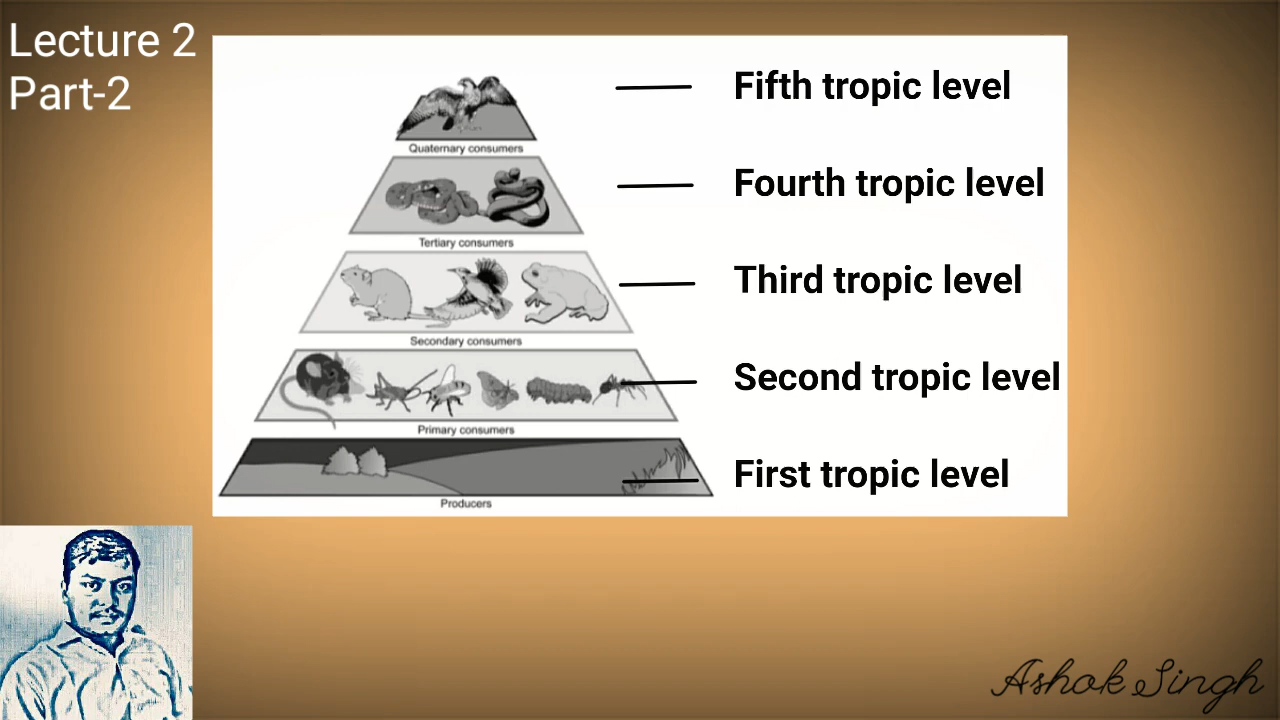 Lecture 2
Part-2
Fifth tropic level
Quaternary consumers
Fourth tropic level
Tertiary consumers
Third tropic level
Secondary consumers
Second tropic level
Primary consumers
First tropic level
Producers
Ashok Singh